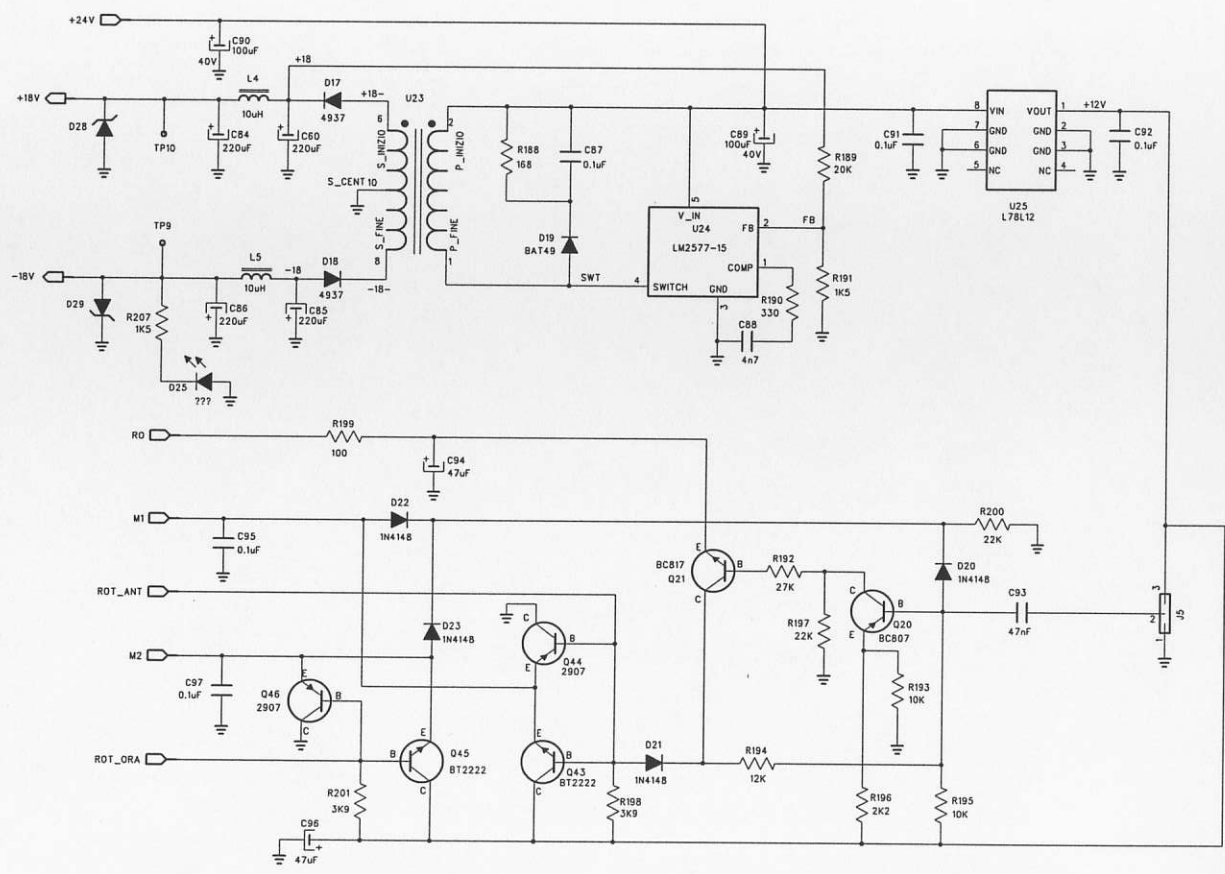 +24V
C90
100uF
40V
+18
L4
10uH
D17
4937
+18-
U23
+18V
D28
TP10
C84
220uF
C60
220uF
6
2
S_INIZIO
P_INIZIO
S_CENT 10
S_FINE
P_FINE
8
1
-18-
R188
168
C87
0.1uF
D19
BAT49
SWT
C89
100uF
40V
5
V_IN
U24
LM2577-15
4
SWITCH
GND
3
FB
2
COMP
1
FB
R189
20K
R191
1K5
R190
330
C88
4n7
C91
0.1uF
8
VIN
VOUT
1
7
GND
GND
2
6
GND
GND
3
5
NC
NC
4
U25
L78L12
+12V
C92
0.1uF
TP9
-18V
L5
10uH
-18
D18
4937
D29
R207
1K5
C86
220uF
C85
220uF
D25
???
R0
R199
100
C94
47uF
M1
C95
0.1uF
D22
1N4148
ROT_ANT
D23
1N4148
M2
C97
0.1uF
Q46
2907
E
B
C
C
B
E
Q44
2907
E
BC817
Q21
B
C
R192
27K
R197
22K
C
B
E
Q20
BC807
R200
22K
D20
1N4148
C93
47nF
3
2
1
J5
R193
10K
ROT_ORA
R201
3K9
B
E
C
Q45
BT2222
E
B
C
Q43
BT2222
D21
1N4148
R198
3K9
R194
12K
R196
2K2
R195
10K
C96
47uF